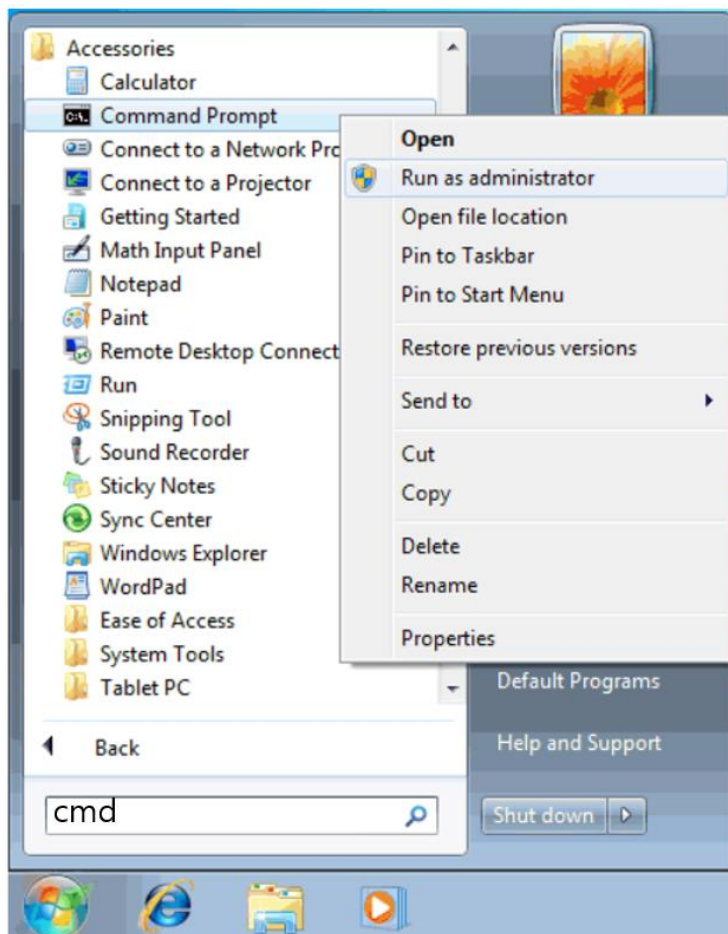 Accessories
Calculator
Command Prompt
Connect to a Network Pro
Connect to a Projector
Getting Started
Math Input Panel
Notepad
Paint
Remote Desktop Connect
Run
Snipping Tool
Sound Recorder
Sticky Notes
Sync Center
Windows Explorer
WordPad
Ease of Access
System Tools
Tablet PC
Back
cmd
Open
Run as administrator
Open file location
Pin to Taskbar
Pin to Start Menu
Restore previous versions
Send to
Cut
Copy
Delete
Rename
Properties
Default Programs
Help and Support
Shut down